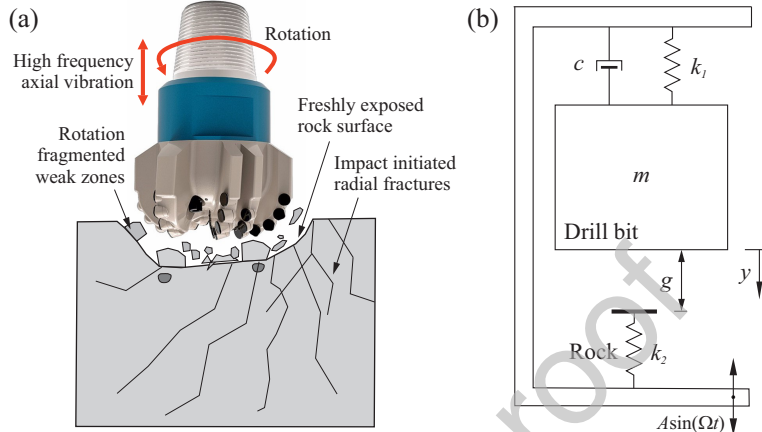 (a)
Rotation
High frequency
axial vibration
Freshly exposed
rock surface
Rotation
fragmented
weak zones
Impact initiated
radial fractures
(b)
c
k₁
m
Drill bit
g
y
Rock
k₂
Asin(Ωt)
roof